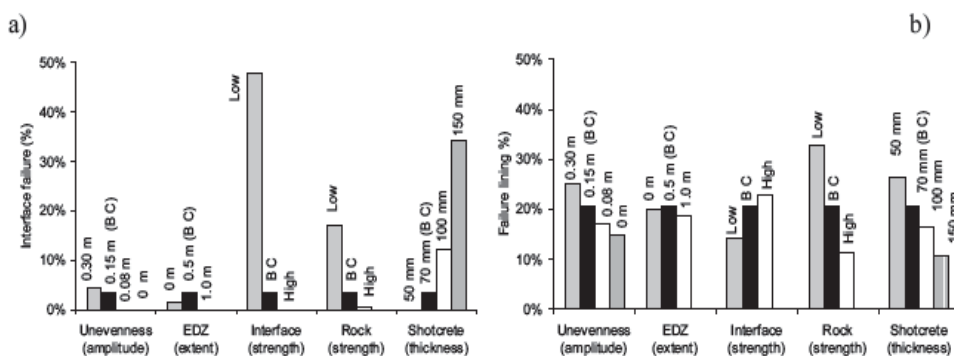 a)
Interface failure (%)
50%
40%
30%
20%
10%
0%
0.30 m
0.15 m (B C)
0.08 m
0 m
0 m
0.5 m (B C)
1.0 m
Low
B C
High
Low
B C
High
50 mm
70 mm (B C)
100 mm
150 mm
Unevenness EDZ Interface Rock Shotcrete
(amplitude) (extent) (strength) (strength) (thickness)
b)
Failure lining %)
50%
40%
30%
20%
10%
0%
0.30 m
0.15 m (B C)
0.08 m
0 m
0 m
0.5 m (B C)
1.0 m
Low
B C
High
Low
B C
High
50 mm
70 mm (B C)
100 mm
150 mm
Unevenness EDZ Interface Rock Shotcrete
(amplitude) (extent) (strength) (strength) (thickness)